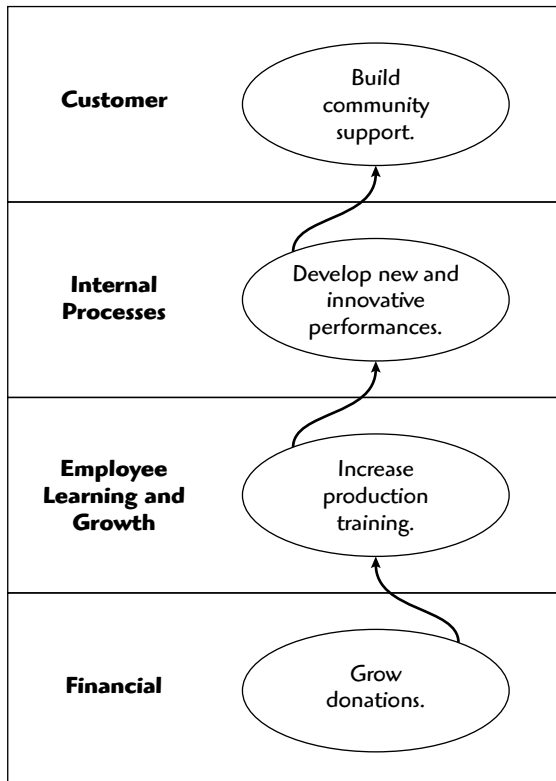 Customer
Build
community
support.
Internal
Processes
Develop new and
innovative
performances.
Employee
Learning and
Growth
Increase
production
training.
Financial
Grow
donations.